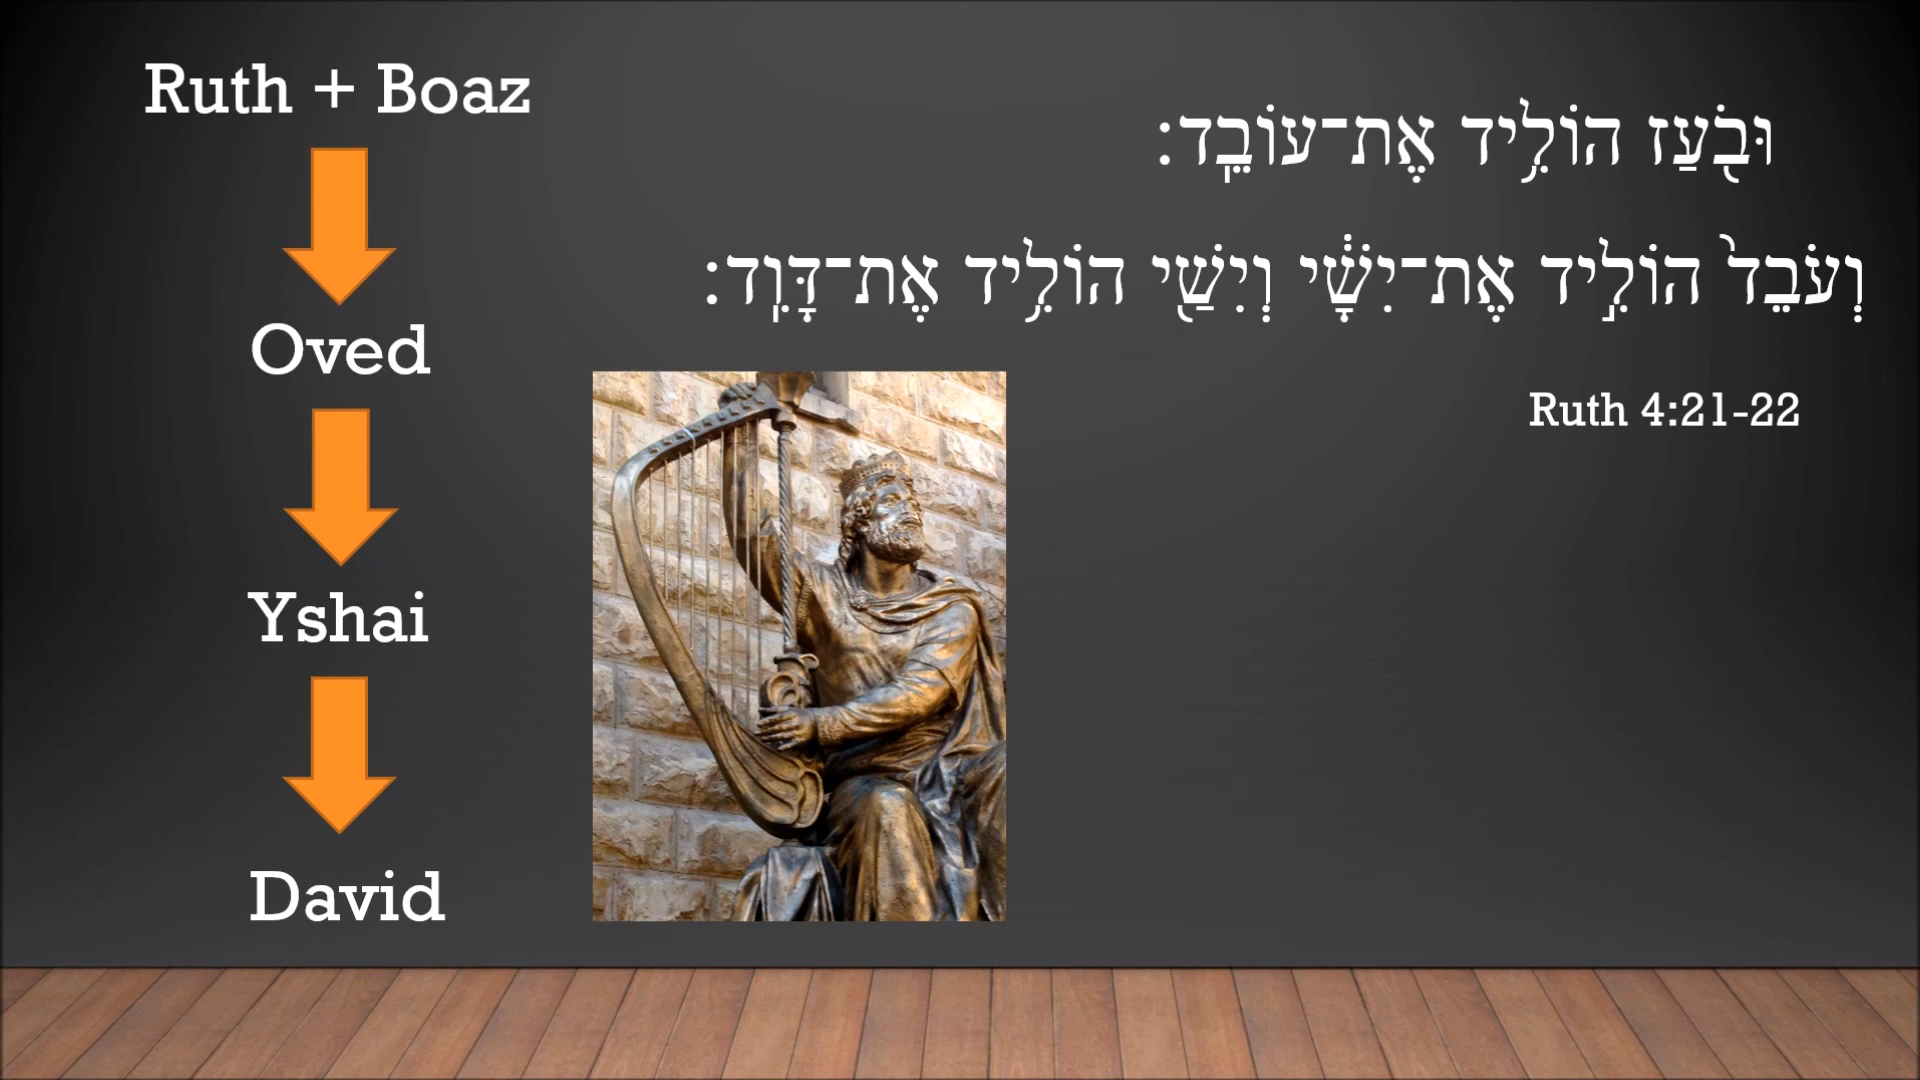 Ruth + Boaz
Oved
Yshai
David
וּבֹ֖עַז הוֹלִ֥יד אֶת־עוֹבֵֽד׃
וְעֹבֵד֙ הוֹלִ֣יד אֶת־יִשָׁ֔י וְיִשַׁ֖י הוֹלִ֥יד אֶת־דָּוִֽד׃
Ruth 4:21-22